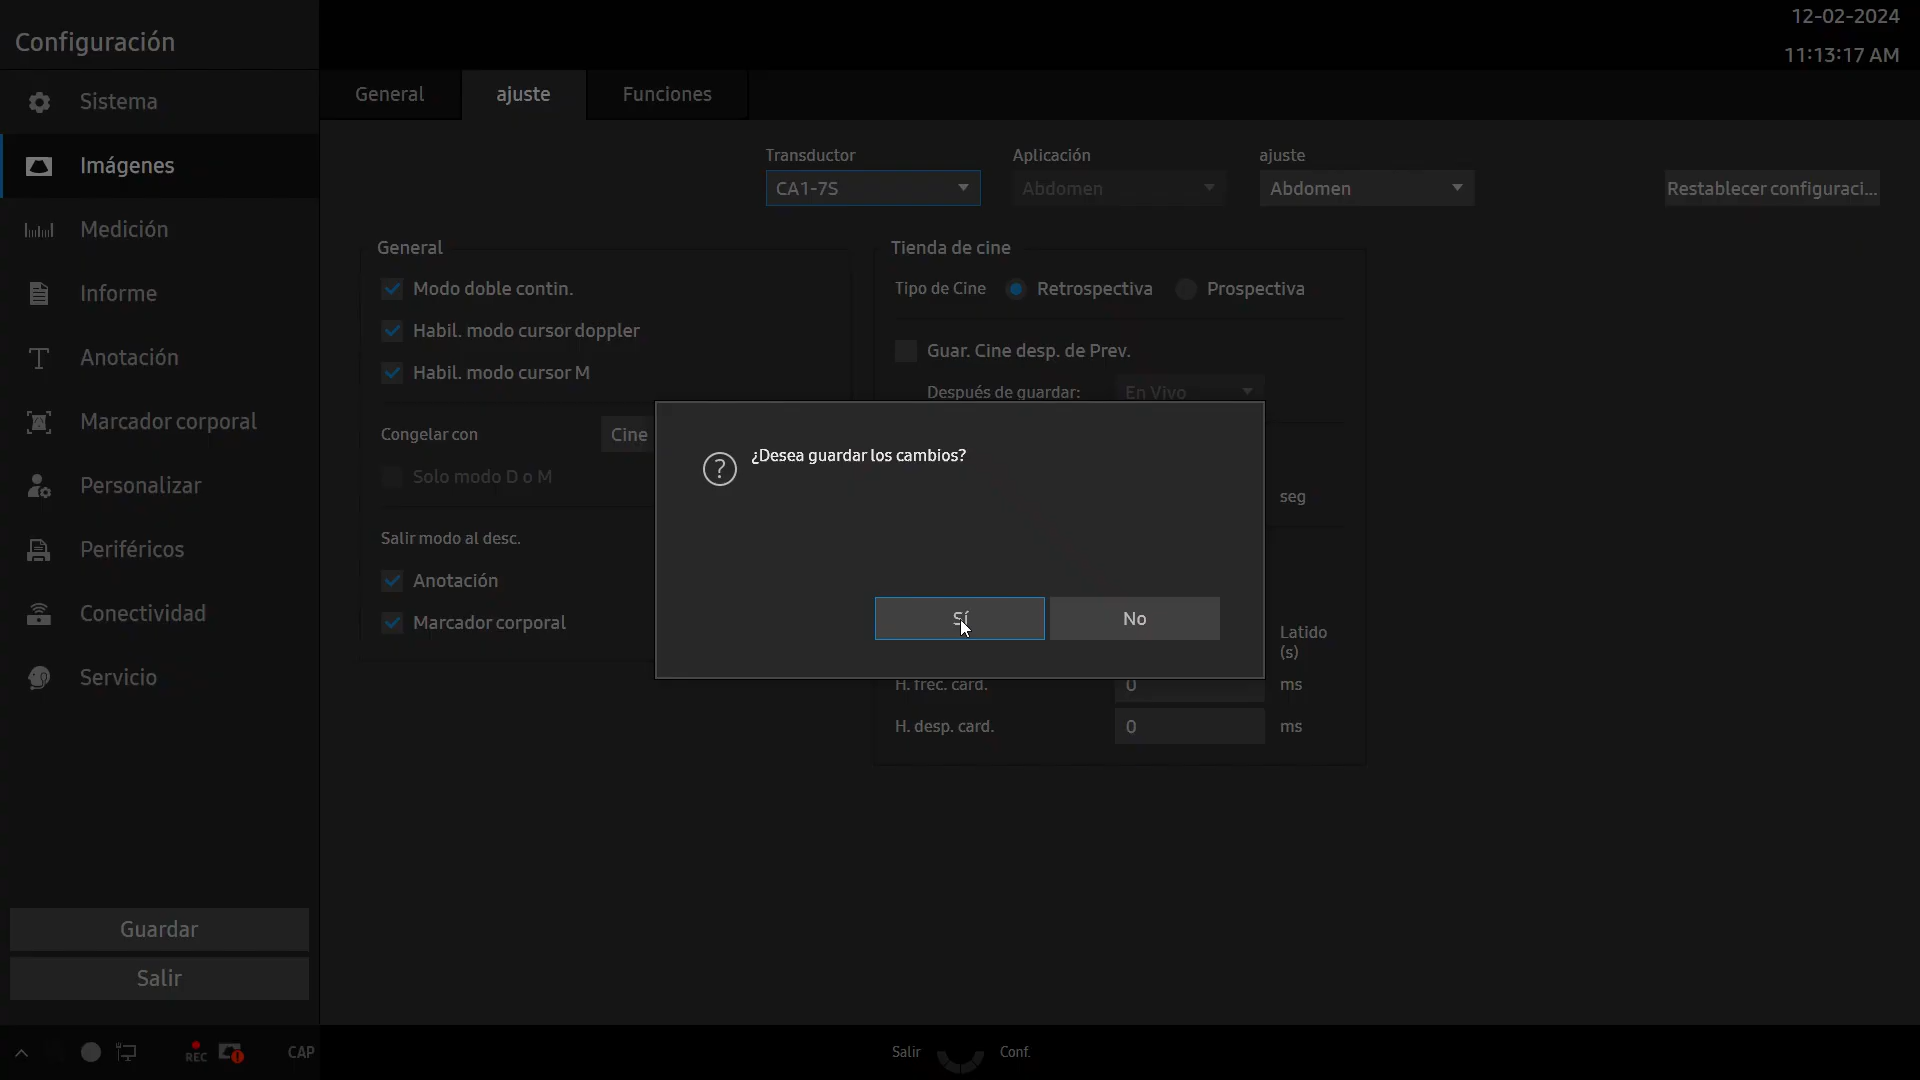 Configuración
12-02-2024
11:13:17 AM
Sistema
Imágenes
Medición
Informe
Anotación
Marcador corporal
Personalizar
Periféricos
Conectividad
Servicio
Guardar
Salir
General
ajuste
Funciones
Transductor
Aplicación
ajuste
CA1-7S
Abdomen
Abdomen
Restablecer configuraci...
General
Modo doble contin.
Habil. modo cursor doppler
Habil. modo cursor M
Congelar con
Cine
Solo modo D o M
Salir modo al desc.
Anotación
Marcador corporal
Tienda de cine
Tipo de Cine
Retrospectiva
Prospectiva
Guar. Cine desp. de Prev.
Después de guardar:
En Vivo
seg
Latido
(s)
H. frec. card.
0
ms
H. desp. card.
0
ms
?
¿Desea guardar los cambios?
Sí
No
REC
CAP
Salir
Conf.